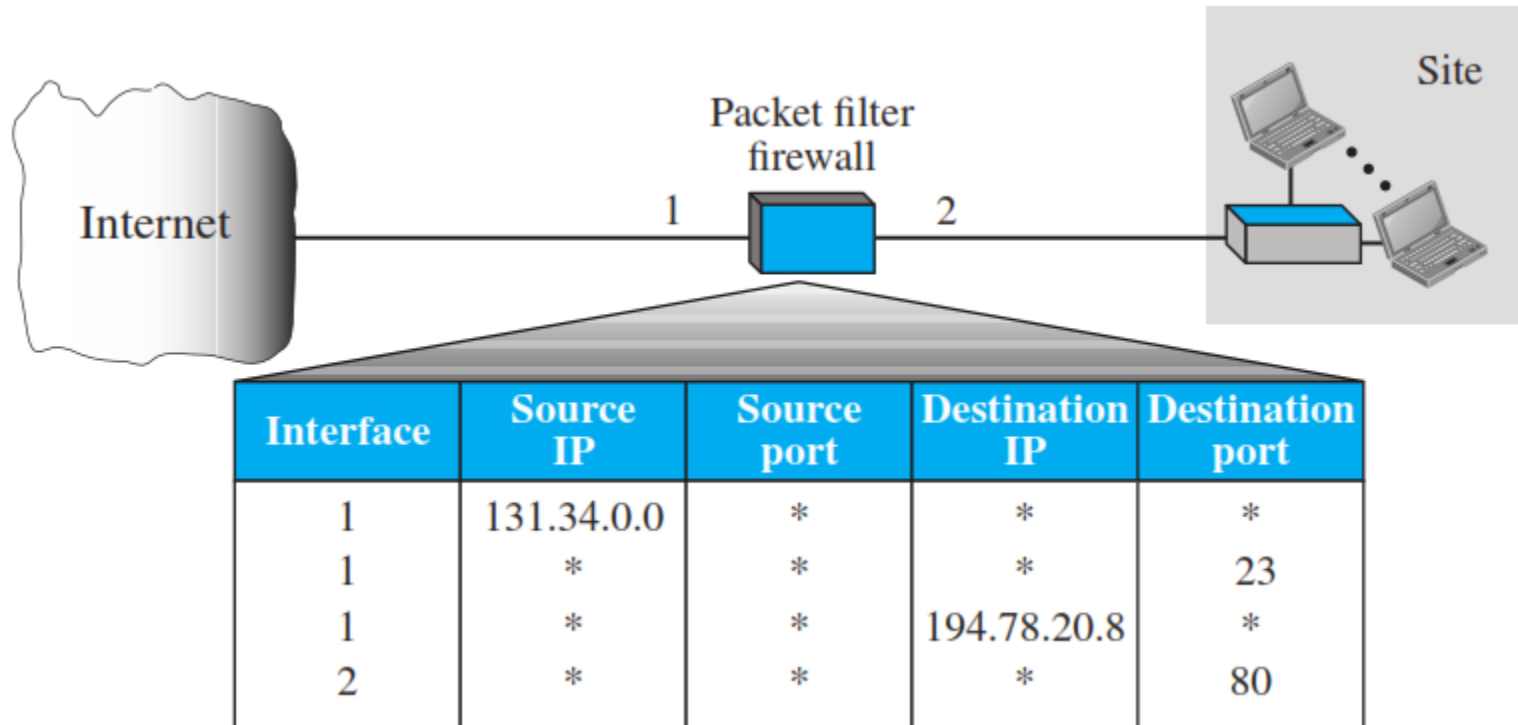 Site
Packet filter
firewall
Internet
1
2
Interface Source IP Source port Destination IP Destination port
1 131.34.0.0 * * *
1 * * * 23
1 * * 194.78.20.8 *
2 * * * 80